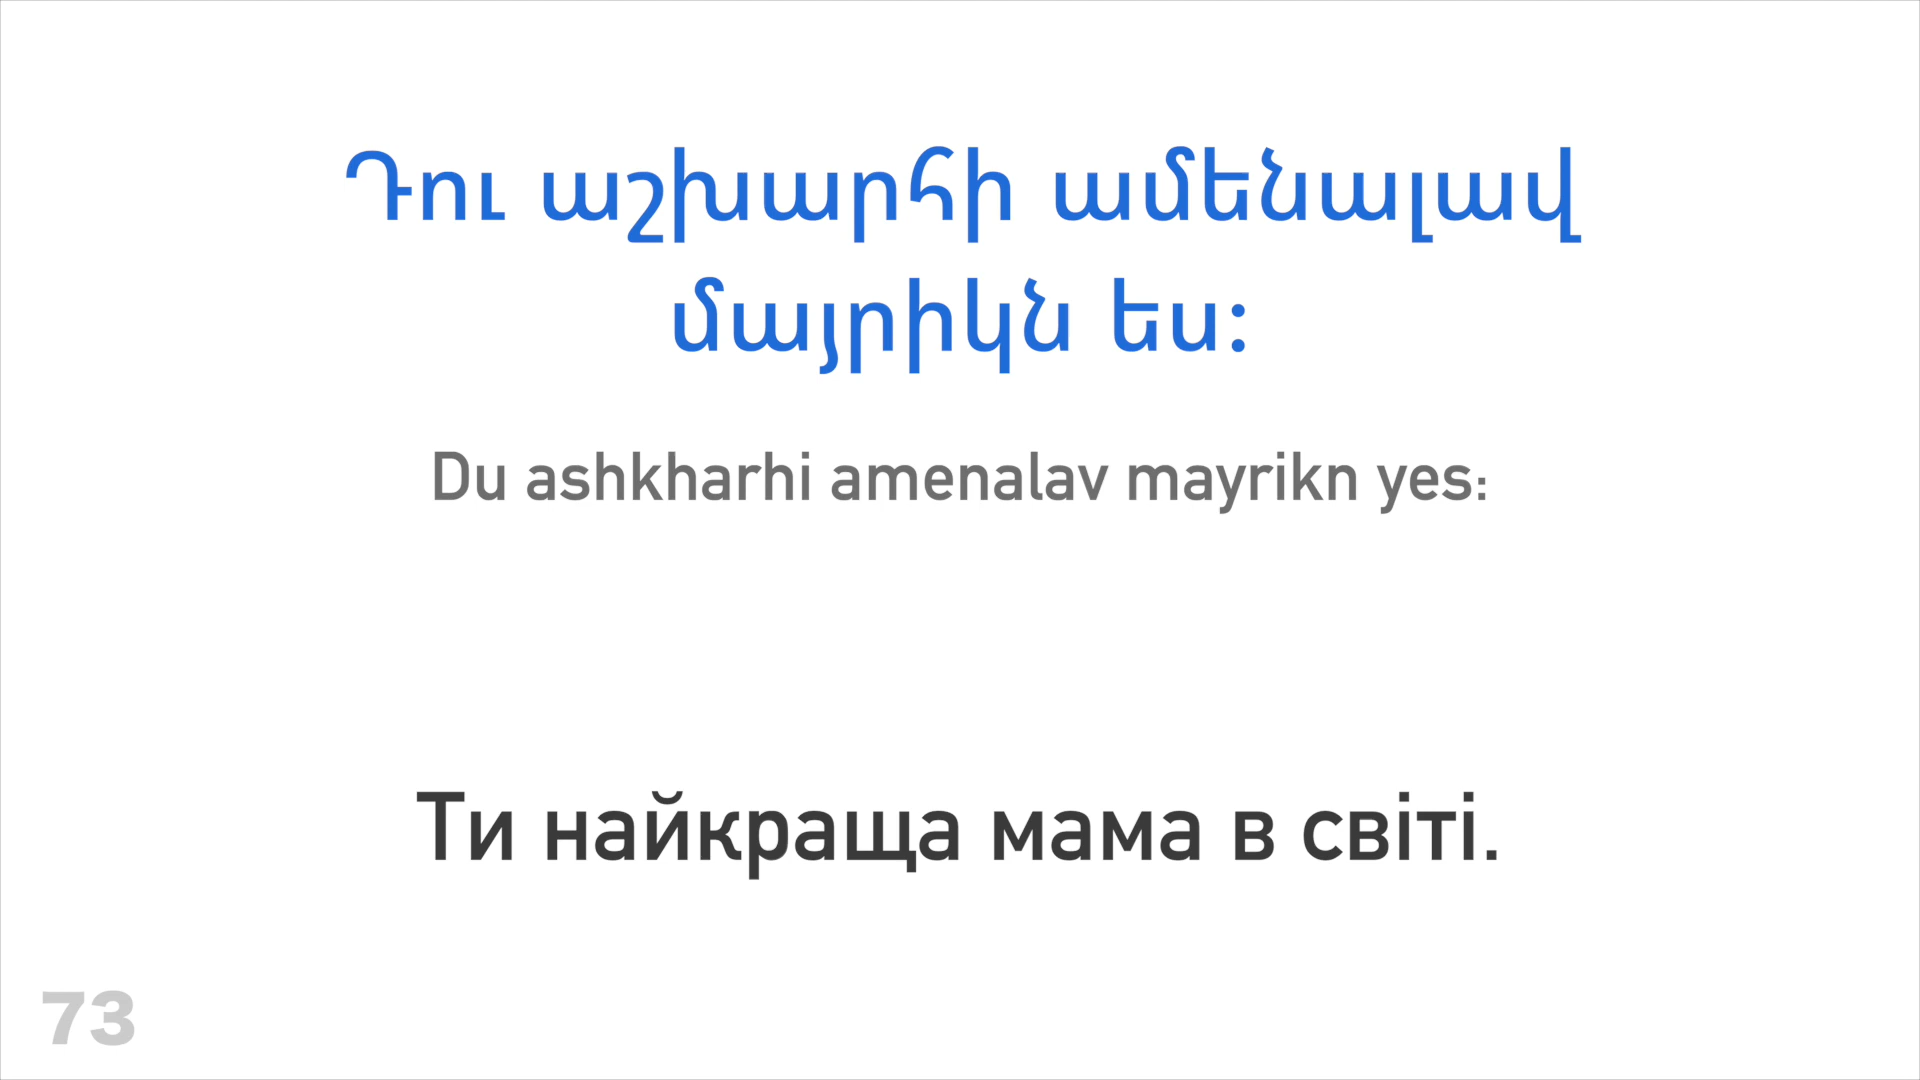 Դու աշխարհի ամենալավ
մայրիկն ես:
Du ashkharhi amenalav mayrikn yes:
Ти найкраща мама в світі.
73